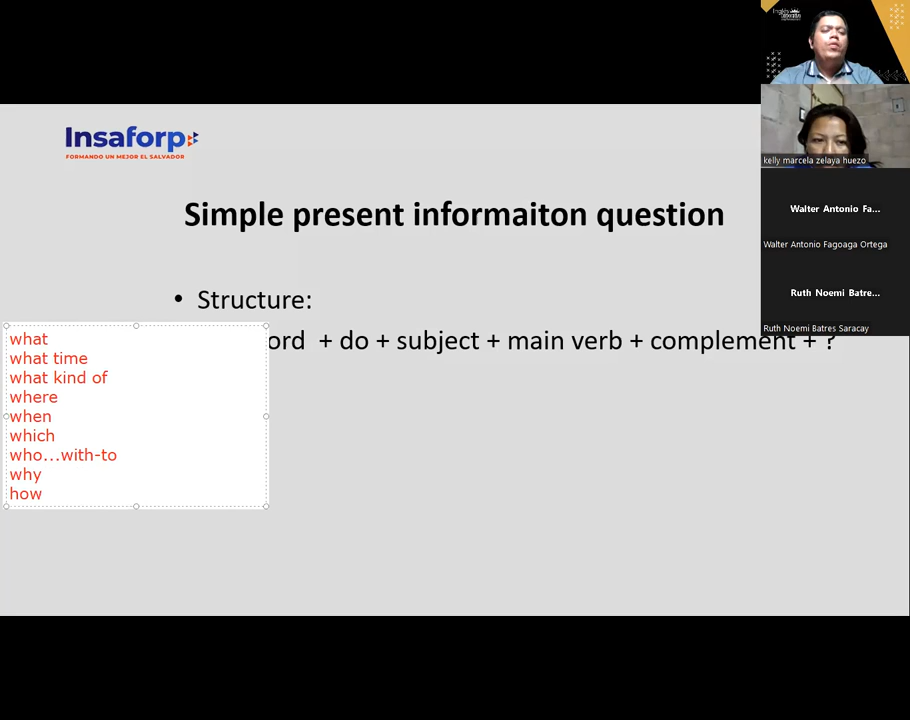 Insaforp
FORMANDO UN MEJOR EL SALVADOR
Simple present informaiton question
• Structure:
ord + do + subject + main verb + complement + ?
what
what time
what kind of
where
when
which
who...with-to
why
how
Inglés
kelly marcela zelaya huezo
Walter Antonio Fa...
Walter Antonio Fagoaga Ortega
Ruth Noemi Batre...
Ruth Noemi Batres Saracay